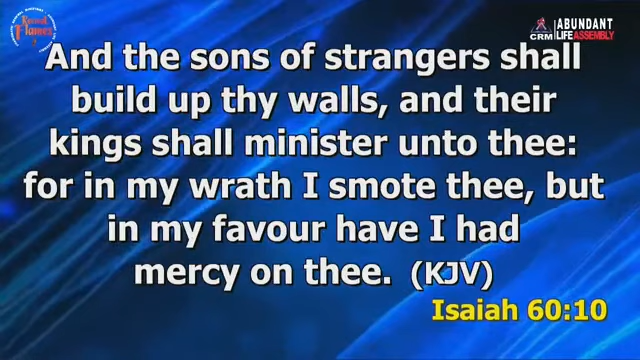 Revival
Flames
CRM
ABUNDANT
LIFE ASSEMBLY
And the sons of strangers shall
build up thy walls, and their
kings shall minister unto thee:
for in my wrath I smote thee, but
in my favour have I had
mercy on thee. (KJV)
Isaiah 60:10